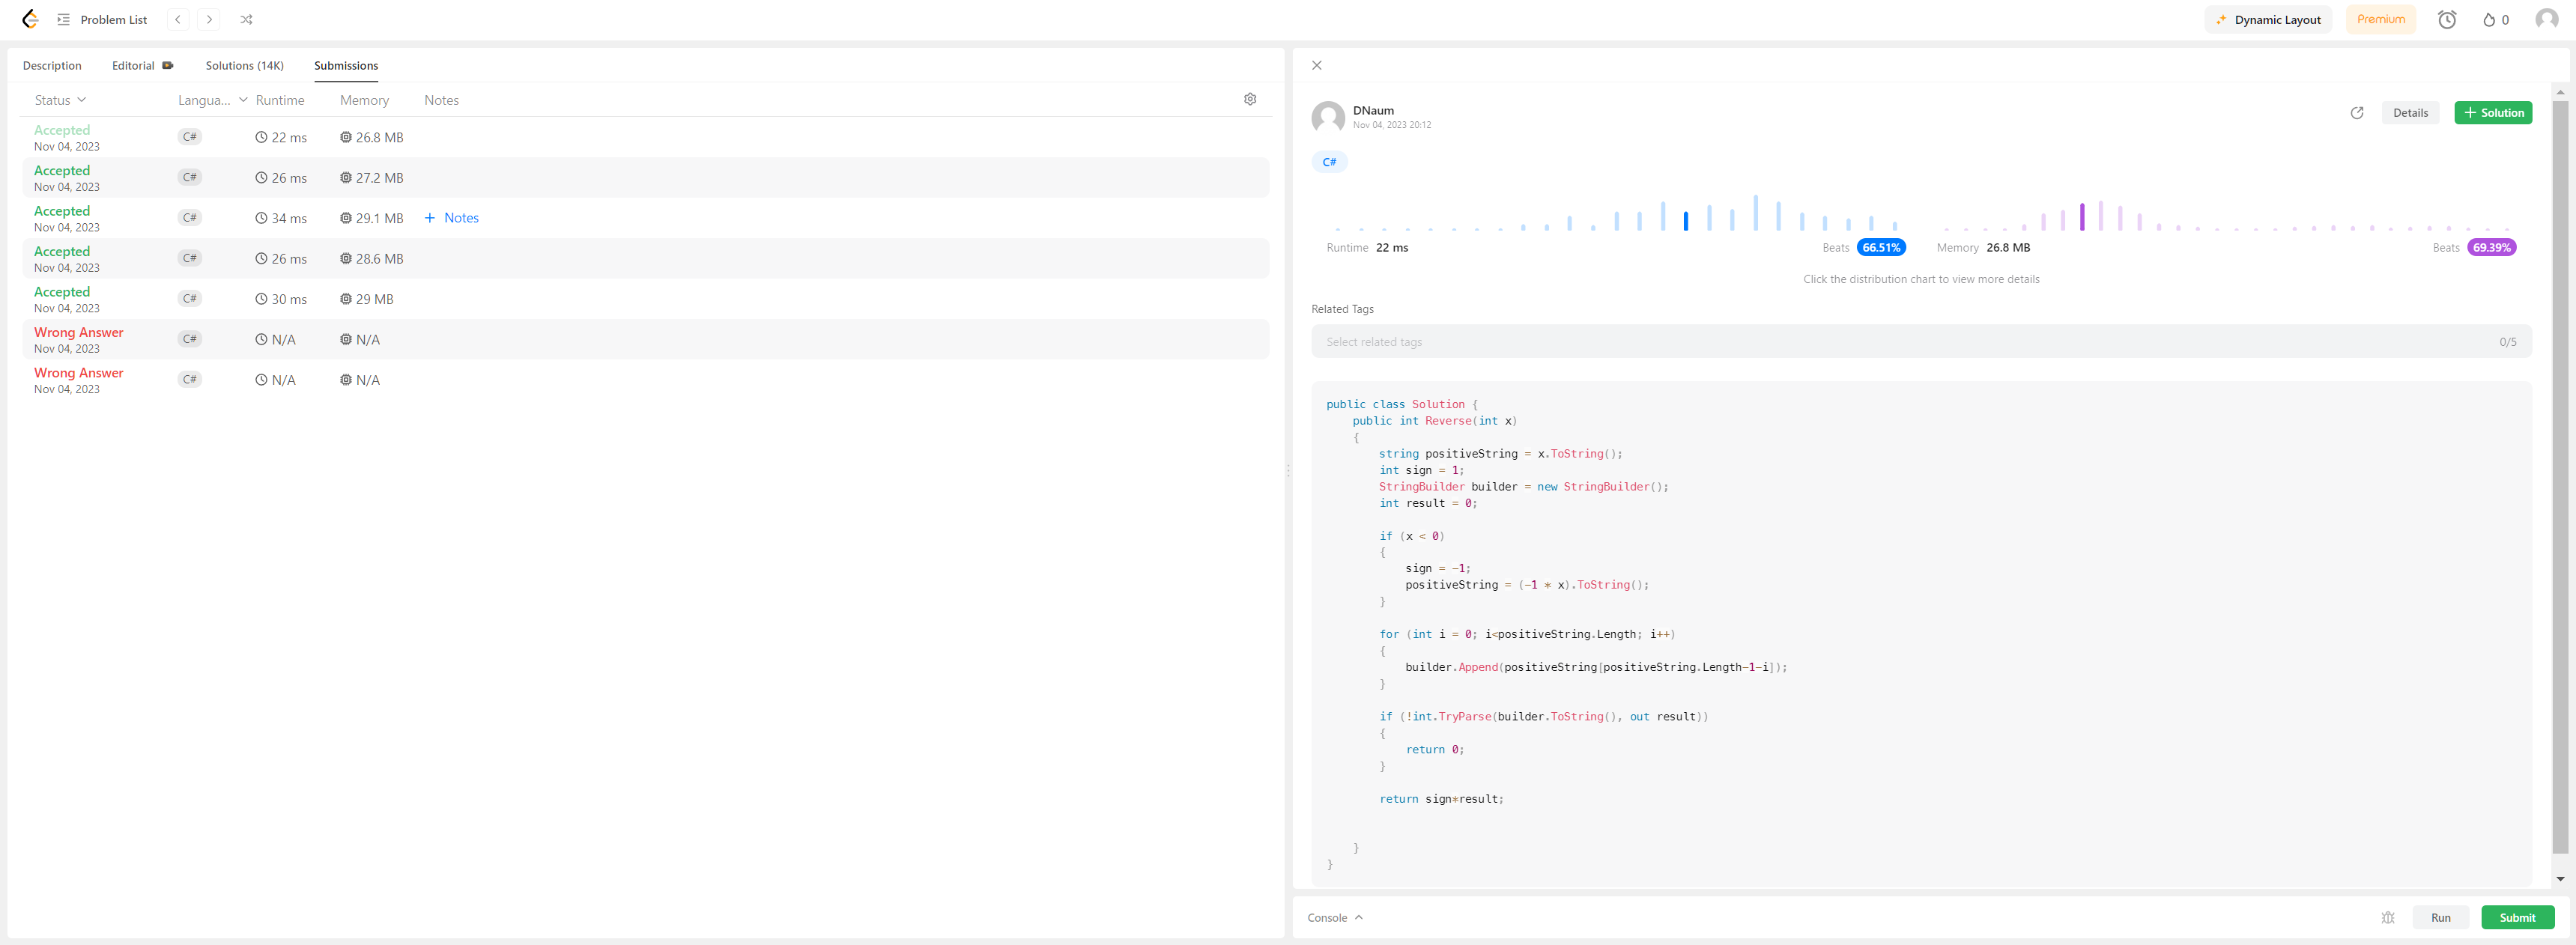 Problem List
Dynamic Layout
Premium
0
Description Editorial Solutions (14K) Submissions
Status Langua... Runtime Memory Notes
Accepted
Nov 04, 2023
C# 22 ms 26.8 MB
Accepted
Nov 04, 2023
C# 26 ms 27.2 MB
Accepted
Nov 04, 2023
C# 34 ms 29.1 MB + Notes
Accepted
Nov 04, 2023
C# 26 ms 28.6 MB
Accepted
Nov 04, 2023
C# 30 ms 29 MB
Wrong Answer
Nov 04, 2023
C# N/A N/A
Wrong Answer
Nov 04, 2023
C# N/A N/A
DNaum
Nov 04, 2023 20:12
Details
+ Solution
C#
Runtime 22 ms Beats 66.51%
Memory 26.8 MB Beats 69.39%
Click the distribution chart to view more details
Related Tags
Select related tags 0/5
public class Solution {
    public int Reverse(int x)
    {
        string positiveString = x.ToString();
        int sign = 1;
        StringBuilder builder = new StringBuilder();
        int result = 0;
        if (x < 0)
        {
            sign = -1;
            positiveString = (-1 * x).ToString();
        }
        for (int i = 0; i<positiveString.Length; i++)
        {
            builder.Append(positiveString[positiveString.Length-1-i]);
        }
        if (!int.TryParse(builder.ToString(), out result))
        {
            return 0;
        }
        return sign*result;
    }
}
Console
Run
Submit